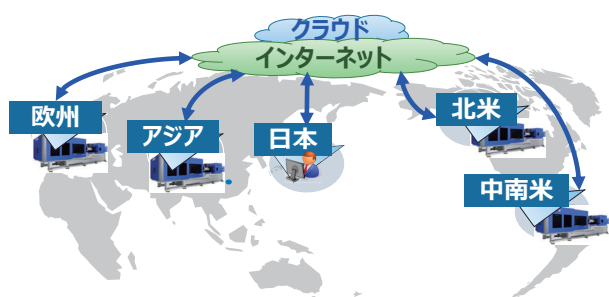 クラウド
インターネット
欧州
アジア
日本
北米
中南米